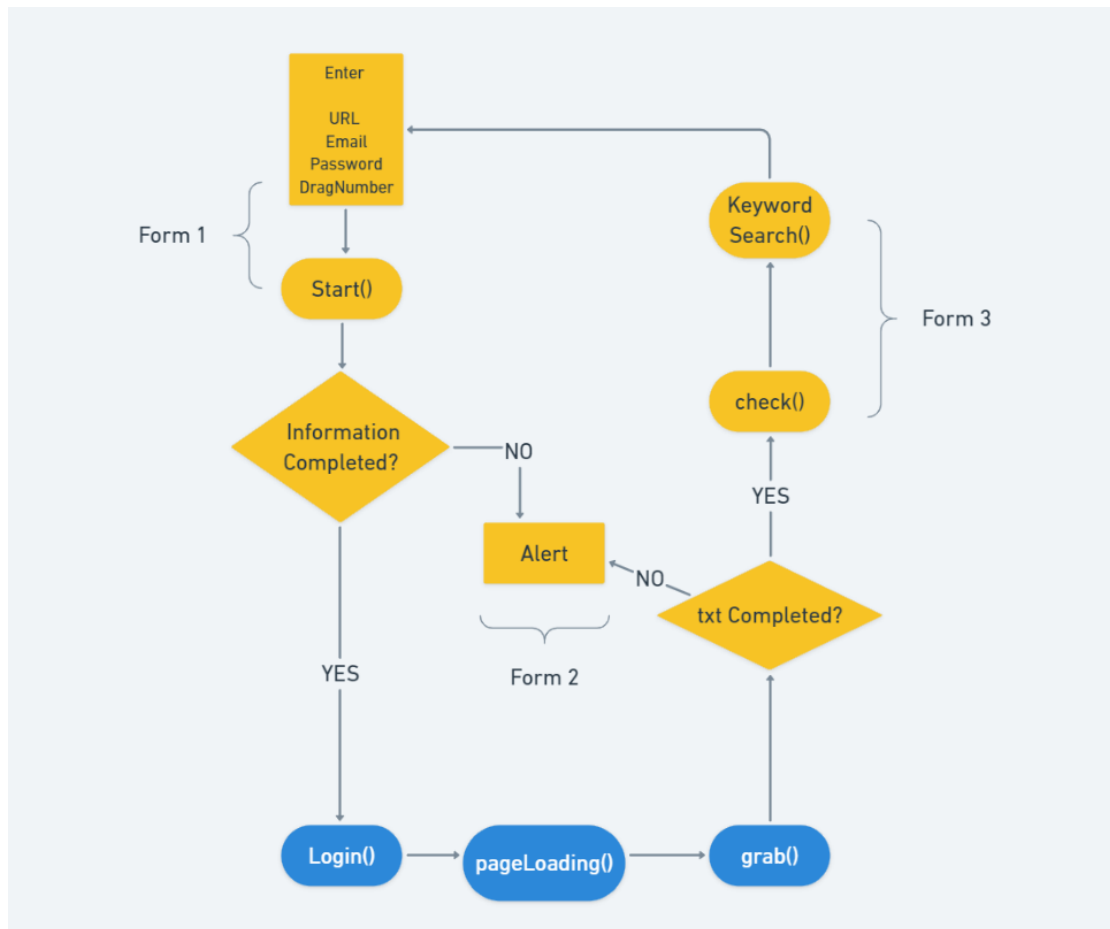 Enter
URL
Email
Password
DragNumber
Form 1
Start()
Information
Completed?
NO
Alert
Form 2
YES
Login()
pageLoading()
grab()
txt Completed?
NO
YES
check()
Keyword
Search()
Form 3